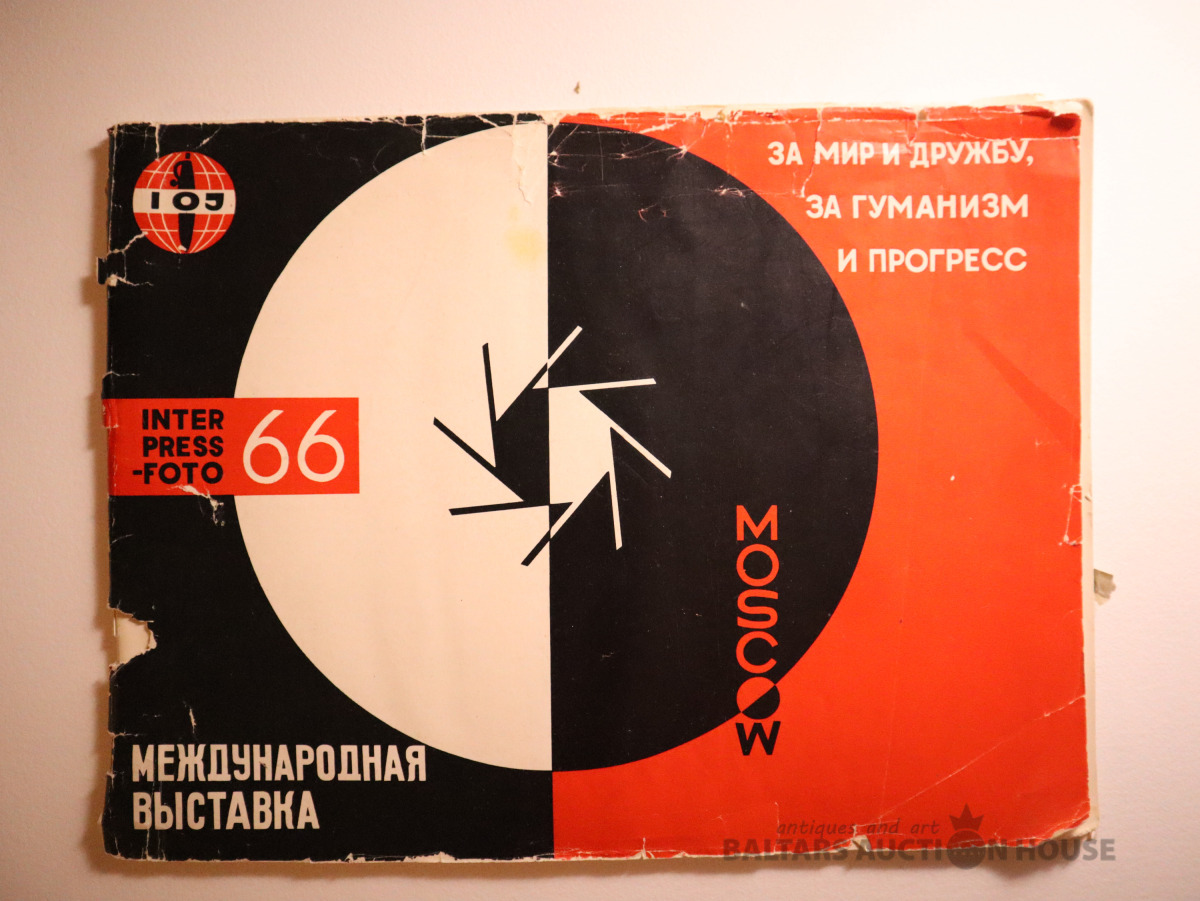 IOJ
ЗА МИР И ДРУЖБУ,
ЗА ГУМАНИЗМ
И ПРОГРЕСС
INTER
PRESS
-FOTO
66
MOSCOW
МЕЖДУНАРОДНАЯ
ВЫСТАВКА
antiques and art
BALTARS AUCTION HOUSE